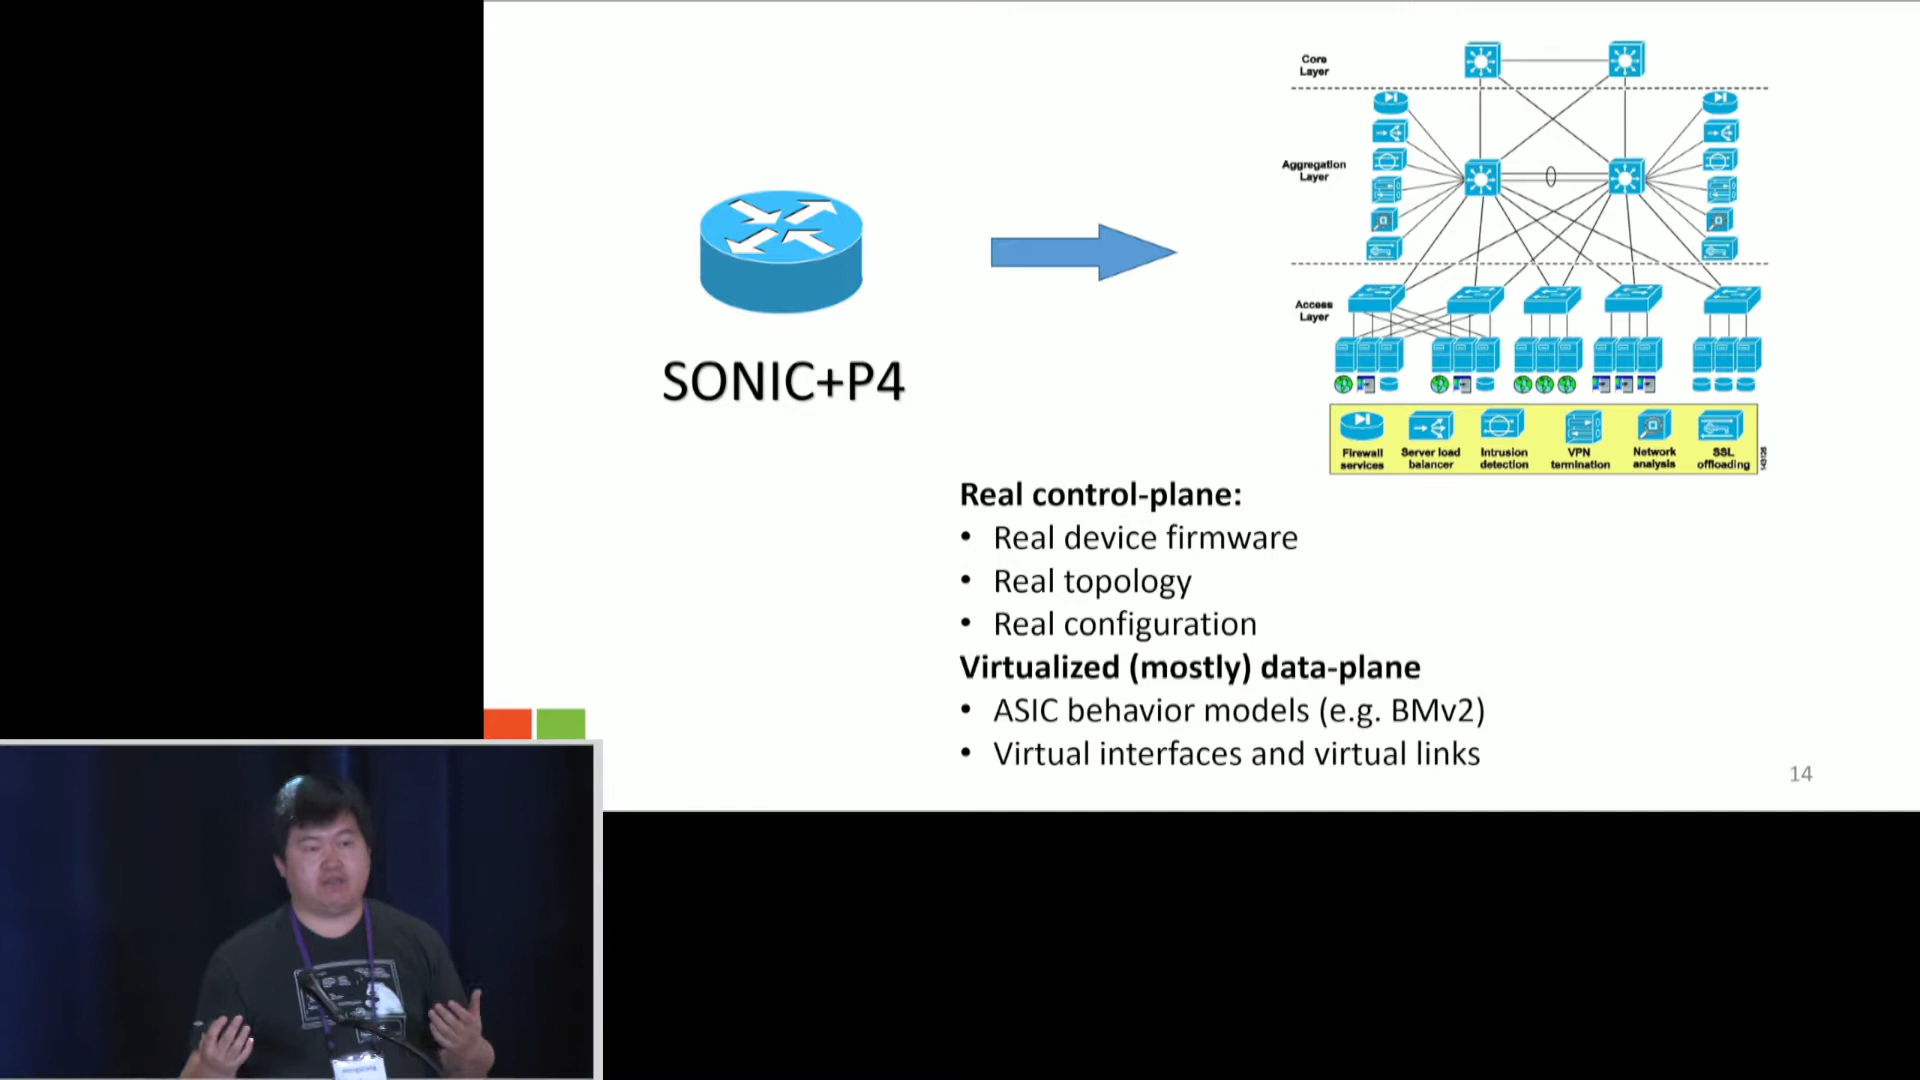 Core
Layer
Aggregation
Layer
Access
Layer
Firewall
services
Server load
balancer
Intrusion
detection
VPN
termination
Network
analysis
SSL
offloading
SONIC+P4
Real control-plane:
• Real device firmware
• Real topology
• Real configuration
Virtualized (mostly) data-plane
• ASIC behavior models (e.g. BMv2)
• Virtual interfaces and virtual links
14